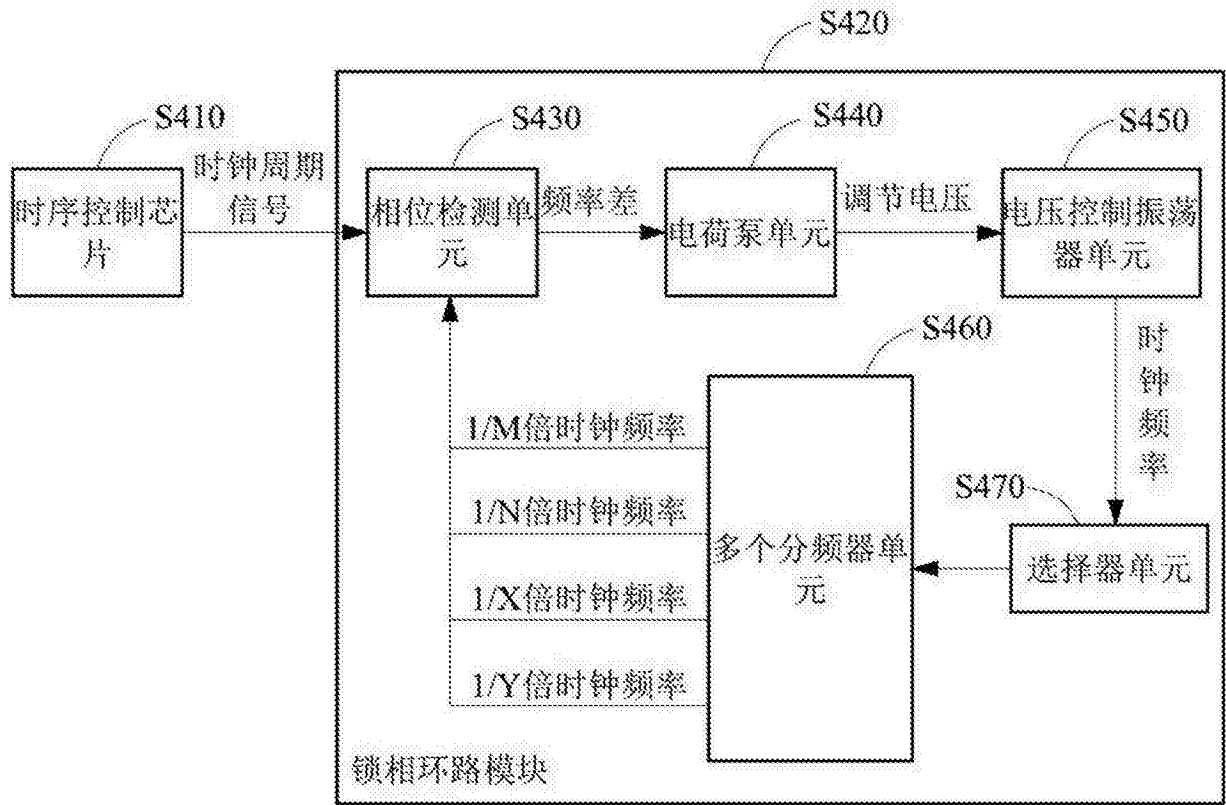 S420
S410
S430
S440
S450
时钟周期
信号
时序控制芯
片
相位检测单
元
频率差
电荷泵单元
调节电压
电压控制振荡
器单元
S460
时
钟
频
率
1/M倍时钟频率
1/N倍时钟频率
1/X倍时钟频率
1/Y倍时钟频率
多个分频器单
元
S470
选择器单元
锁相环路模块